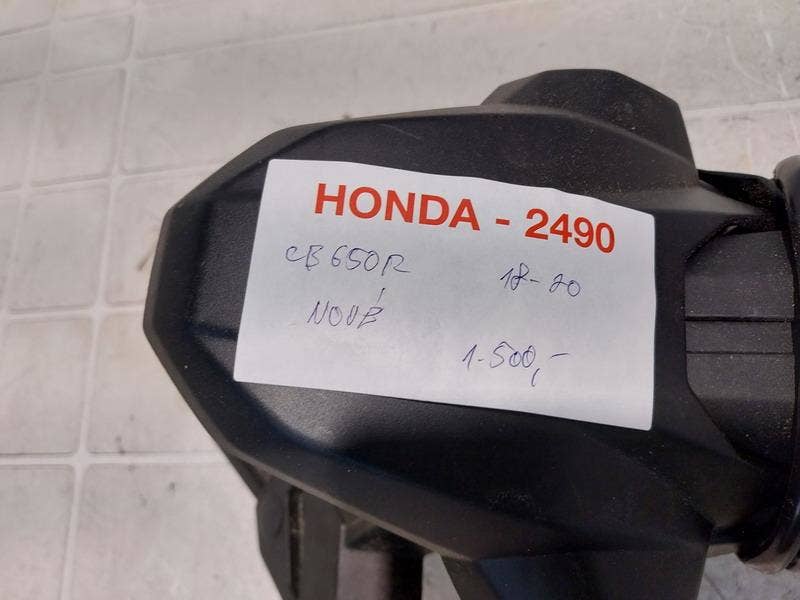 HONDA - 2490
CB650R 18-20
NOVÉ
1.500,-